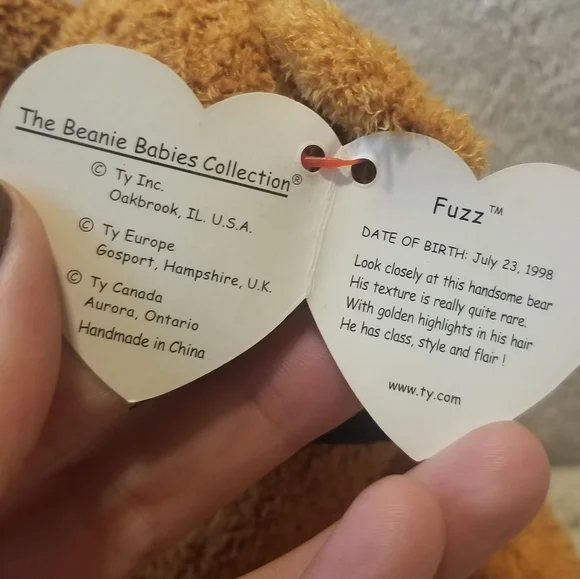 The Beanie Babies Collection®
© Ty Inc.
Oakbrook, IL. U.S.A.
© Ty Europe
Gosport, Hampshire, U.K.
© Ty Canada
Aurora, Ontario
Handmade in China
Fuzz™
DATE OF BIRTH: July 23, 1998
Look closely at this handsome bear
His texture is really quite rare.
With golden highlights in his hair
He has class, style and flair !
www.ty.com